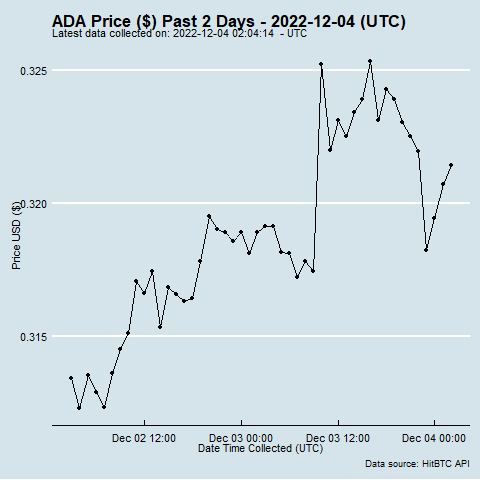 ADA Price ($) Past 2 Days - 2022-12-04 (UTC)
Latest data collected on: 2022-12-04 02:04:14 - UTC
0.325
0.320
Price USD ($)
0.315
Dec 02 12:00 Dec 03 00:00 Dec 03 12:00 Dec 04 00:00
Date Time Collected (UTC)
Data source: HitBTC API